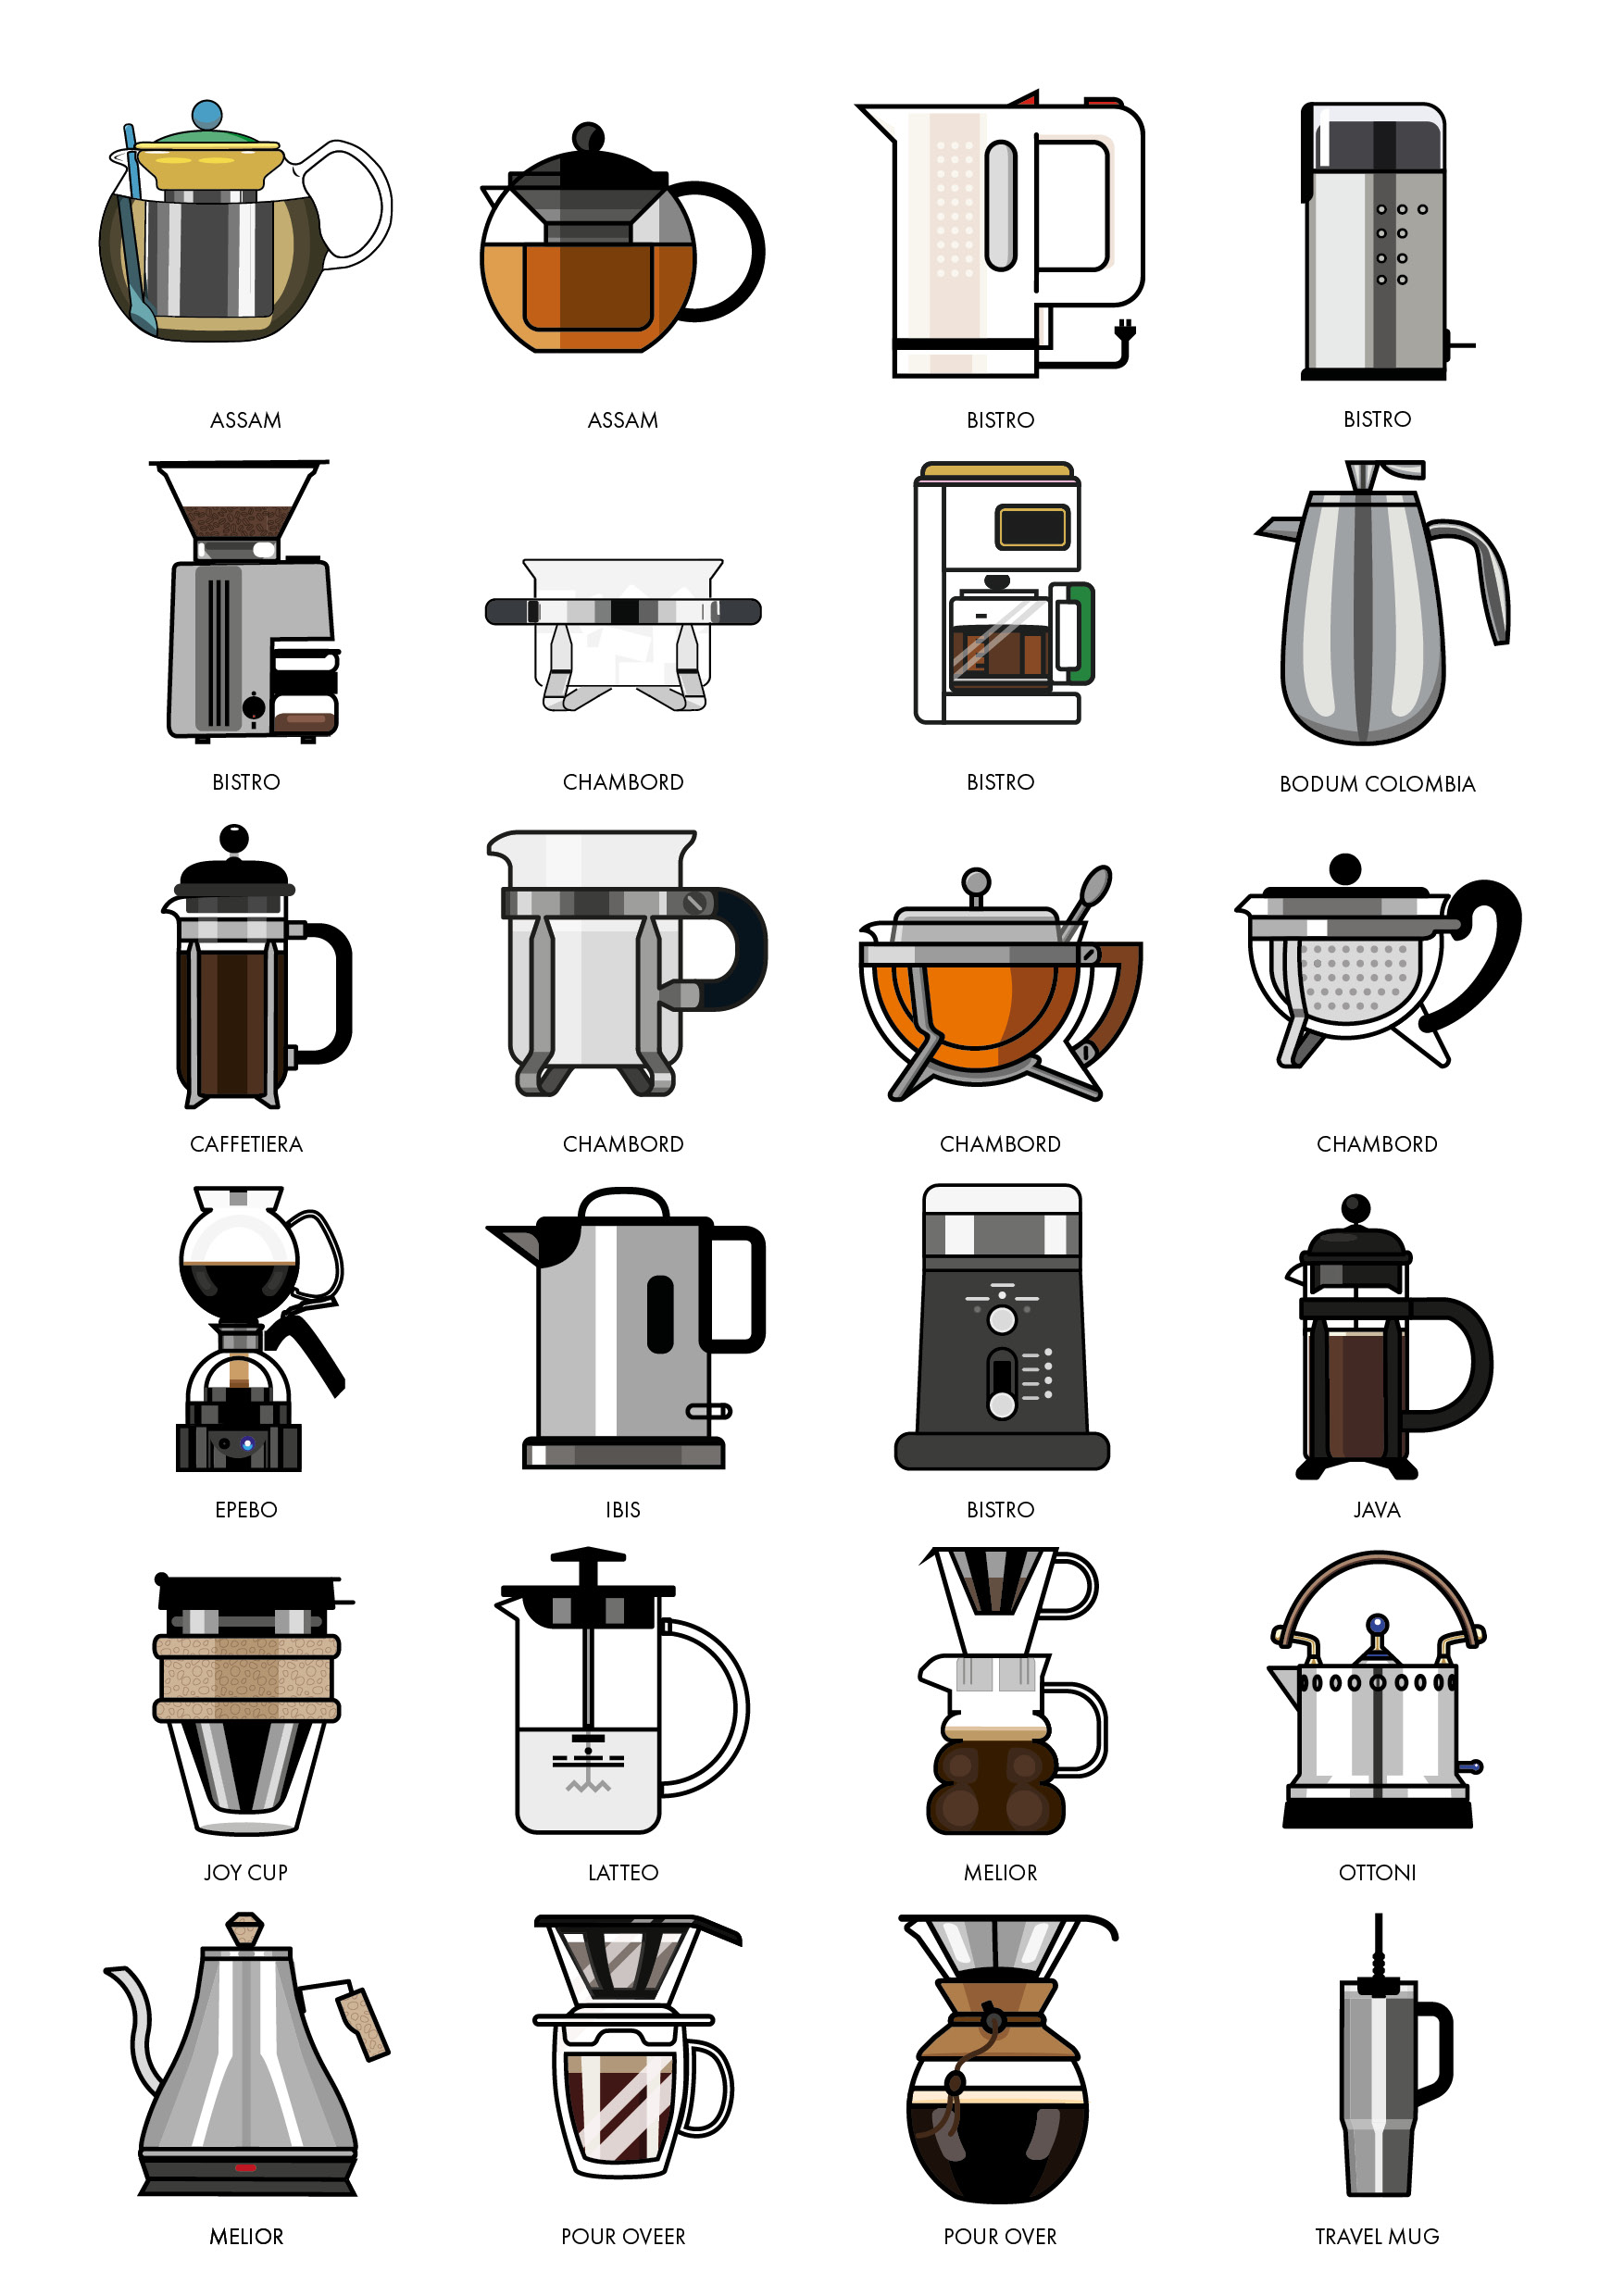 ASSAM
ASSAM
BISTRO
BISTRO
BISTRO
CHAMBORD
BISTRO
BODUM COLOMBIA
CAFFETIERA
CHAMBORD
CHAMBORD
CHAMBORD
EPEBO
IBIS
BISTRO
JAVA
JOY CUP
LATTEO
MELIOR
OTTONI
MELIOR
POUR OVEER
POUR OVER
TRAVEL MUG